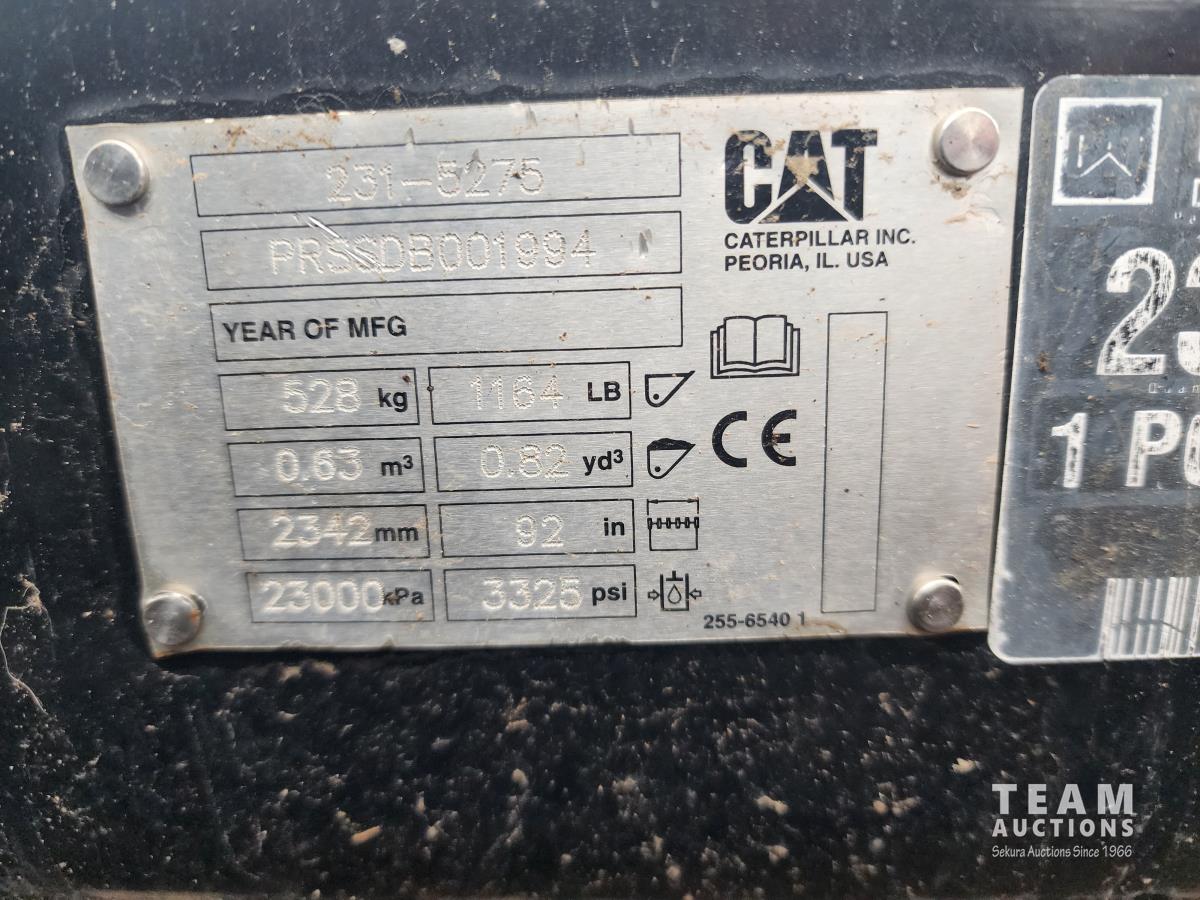 231-5275
PRSSDB001994
YEAR OF MFG
528 kg 1164 LB
0.63 m³ 0.82 yd³
2342 mm 92 in
23000 kPa 3325 psi
CAT
CATERPILLAR INC.
PEORIA, IL. USA
CE
255-6540 1
1
TEAM
AUCTIONS
Sekura Auctions Since 1966